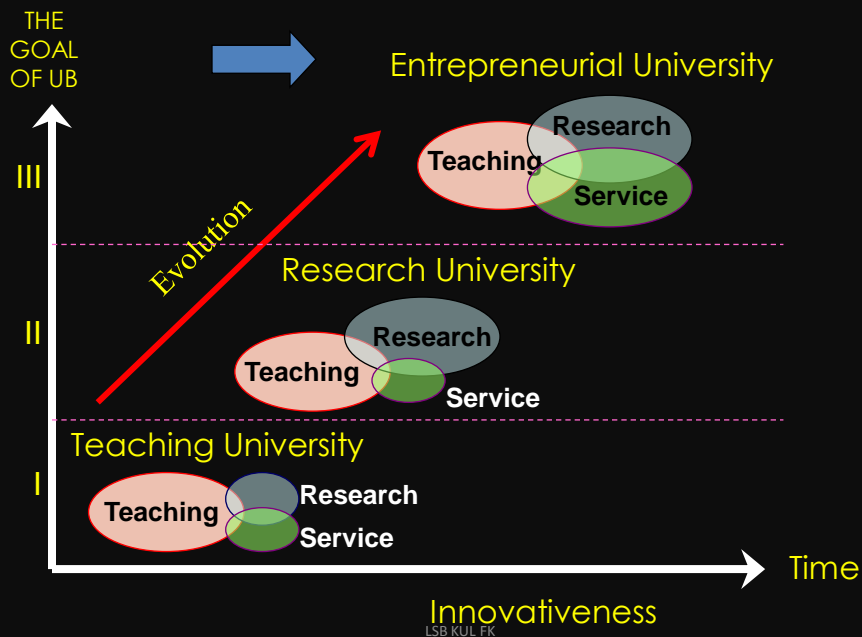 THE
GOAL
OF UB
Entrepreneurial University
Research
Teaching
Service
III
Evolution
Research University
II
Research
Teaching
Service
Teaching University
I
Research
Teaching
Service
Time
Innovativeness
LSB KUL FK